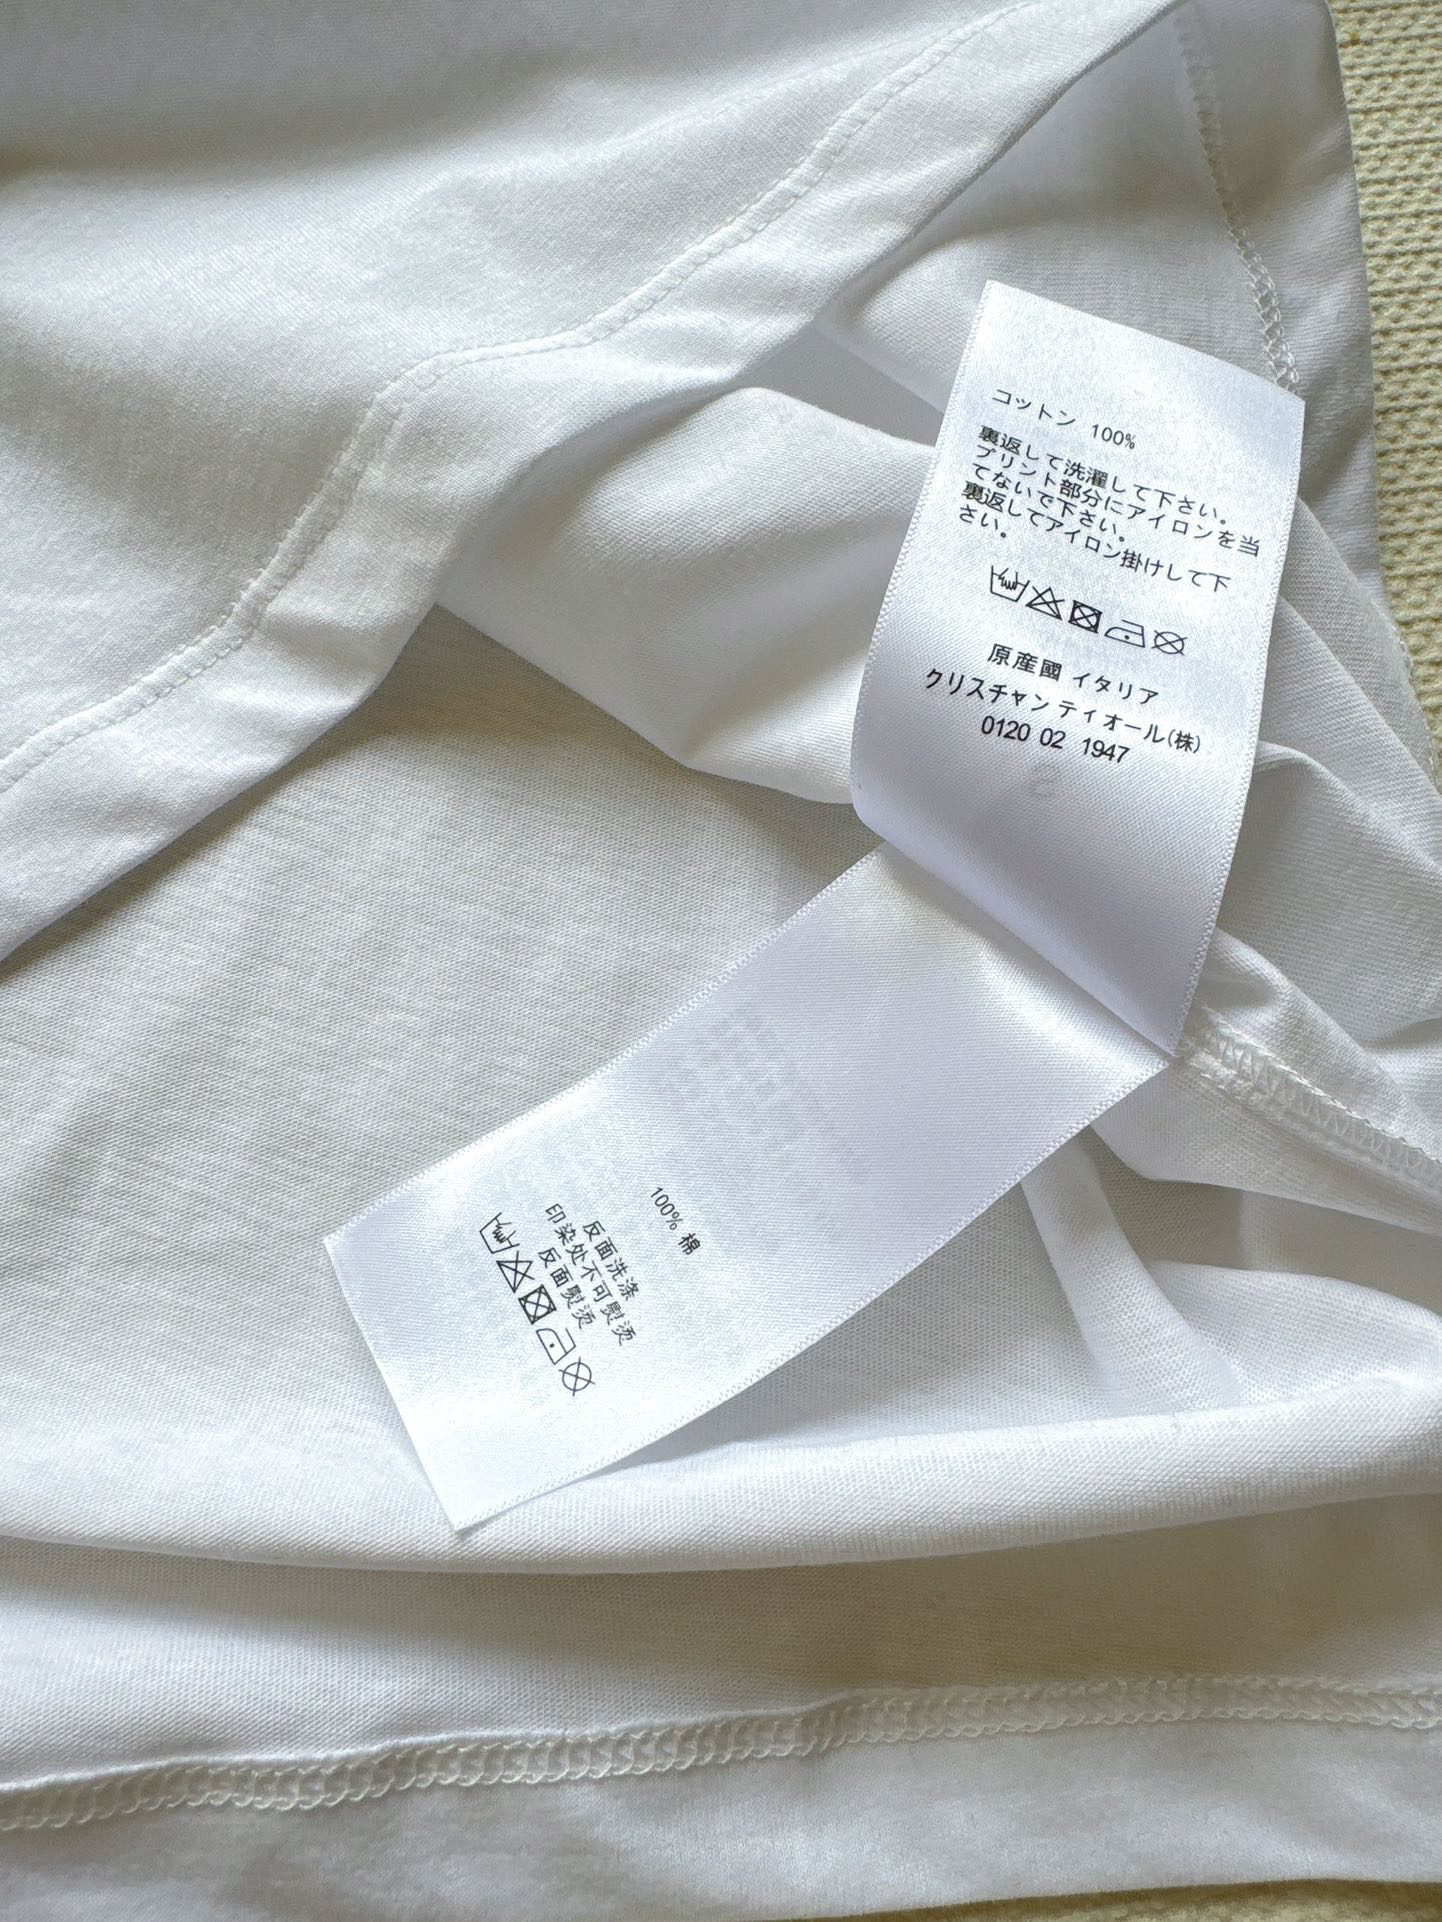 コットン 100%
裏返して洗濯して下さい。
プリント部分にアイロンを当
てないで下さい。
裏返してアイロン掛けして下
さい。
原産國 イタリア
クリスチャン ディオール(株)
0120 02 1947
100% 棉
反面洗涤
印染处不可熨烫
反面熨烫